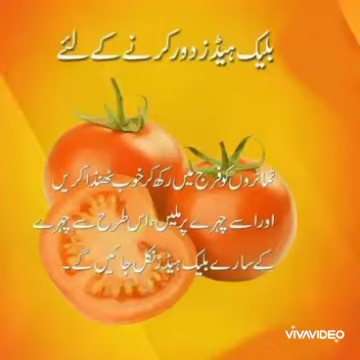 بلیک ہیڈز دور کرنے کے لئے
ٹماٹروں کو فرج میں رکھ کر خوب ٹھنڈا کریں
اور اسے چہرے پر ملیں، اس طرح سے چہرے
کے سارے بلیک ہیڈز نکل جائیں گے۔
VIVAVIDEO